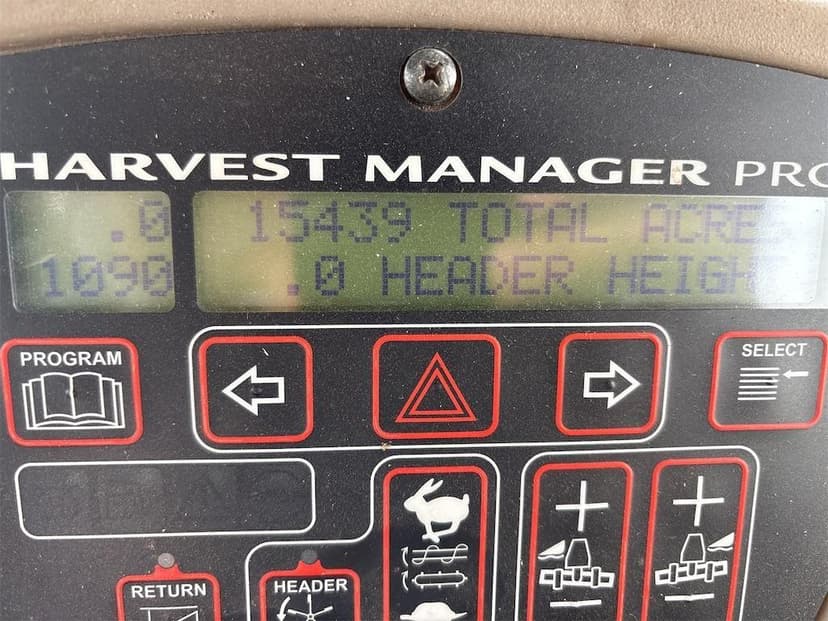 HARVEST MANAGER PRO
.0 15439 TOTAL ACRES
1090 .0 HEADER HEIGHT
PROGRAM
SELECT
RETURN
HEADER